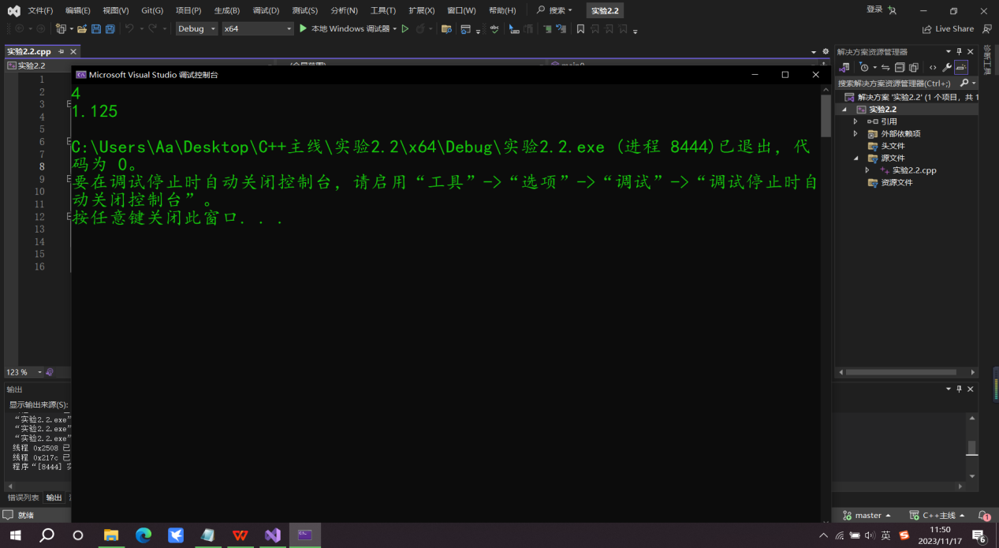 文件(F) 编辑(E) 视图(V) Git(G) 项目(P) 生成(B) 调试(D) 测试(S) 分析(N) 工具(T) 扩展(X) 窗口(W) 帮助(H) 搜索 实验2.2 登录
Debug x64 本地 Windows 调试器 Live Share
实验2.2.cpp
实验2.2
main()
1
2
3
4
5
6
7
8
9
10
11
12
13
14
15
16
Microsoft Visual Studio 调试控制台
4
1.125
C:\Users\Aa\Desktop\C++主线\实验2.2\x64\Debug\实验2.2.exe (进程 8444)已退出，代
码为 0。
要在调试停止时自动关闭控制台，请启用“工具”->“选项”->“调试”->“调试停止时自
动关闭控制台”。
按任意键关闭此窗口. . .
解决方案资源管理器
搜索解决方案资源管理器(Ctrl+;)
解决方案 '实验2.2' (1 个项目，共 1
实验2.2
引用
外部依赖项
头文件
源文件
实验2.2.cpp
资源文件
诊断工具
123 %
输出
显示输出来源(S):
“实验2.2.exe”
“实验2.2.exe”
“实验2.2.exe”
线程 0x2508 已
线程 0x217c 已
程序“[8444] 实
错误列表 输出
就绪
master C++主线 1
英
11:50
2023/11/17
6